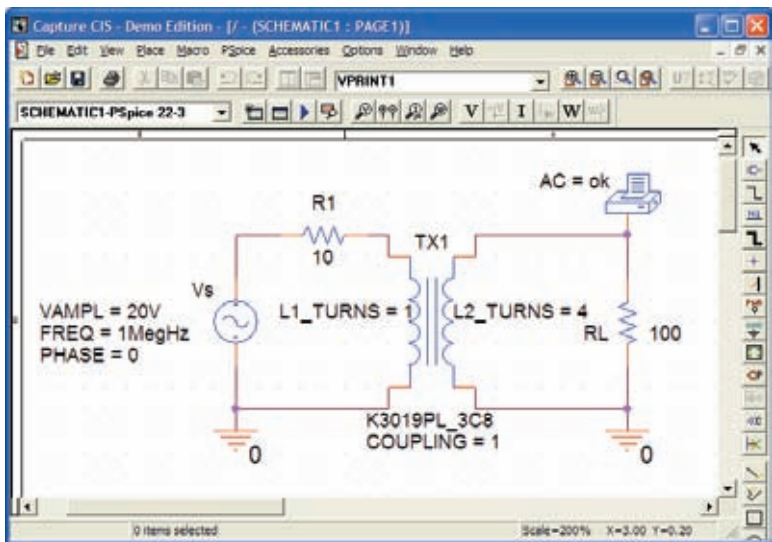 Capture CIS - Demo Edition - [/ - (SCHEMATIC1 : PAGE1)]
File Edit View Place Macro PSpice Accessories Options Window Help
VPRINT1
SCHEMATIC1-PSpice 22-3
V I W
AC = ok
R1
10
TX1
Vs
VAMPL = 20V
FREQ = 1MegHz
PHASE = 0
L1_TURNS = 1
L2_TURNS = 4
RL
100
K3019PL_3C8
COUPLING = 1
0
0
0 items selected
Scale=200% X=3.00 Y=0.20